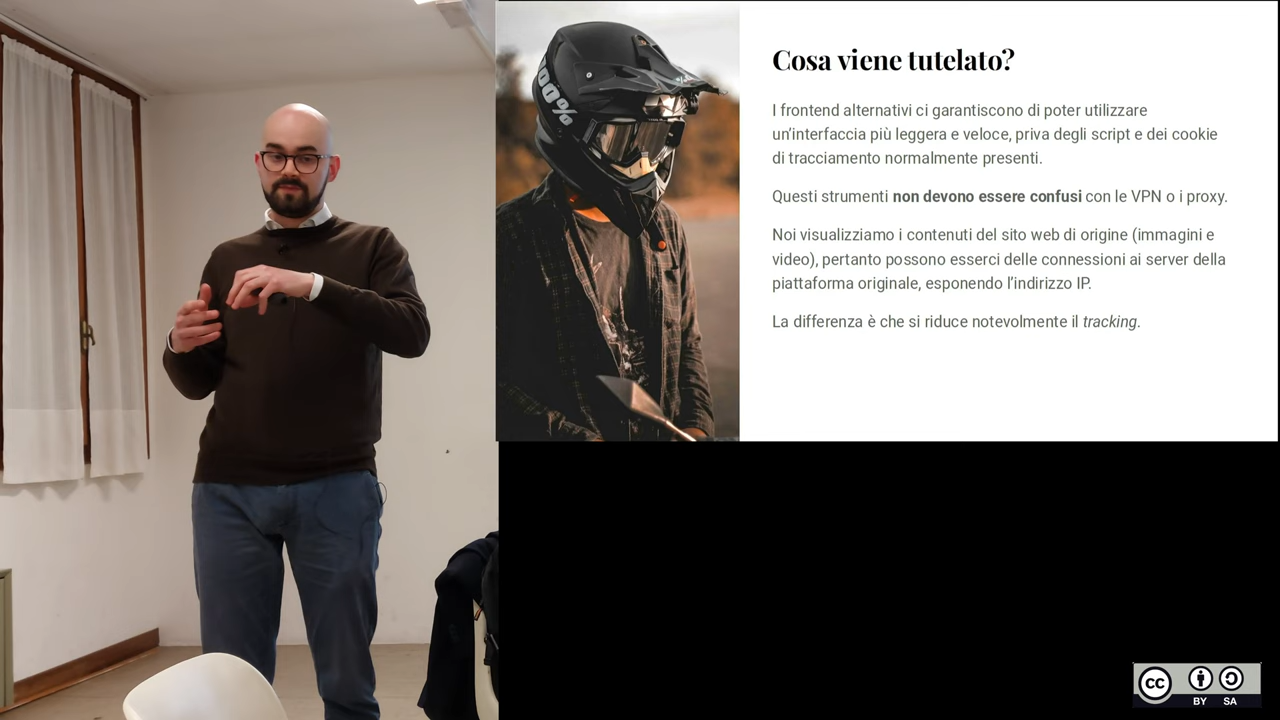 Cosa viene tutelato?
I frontend alternativi ci garantiscono di poter utilizzare
un'interfaccia più leggera e veloce, priva degli script e dei cookie
di tracciamento normalmente presenti.
Questi strumenti non devono essere confusi con le VPN o i proxy.
Noi visualizziamo i contenuti del sito web di origine (immagini e
video), pertanto possono esserci delle connessioni ai server della
piattaforma originale, esponendo l'indirizzo IP.
La differenza è che si riduce notevolmente il tracking.
100%
cc
BY SA